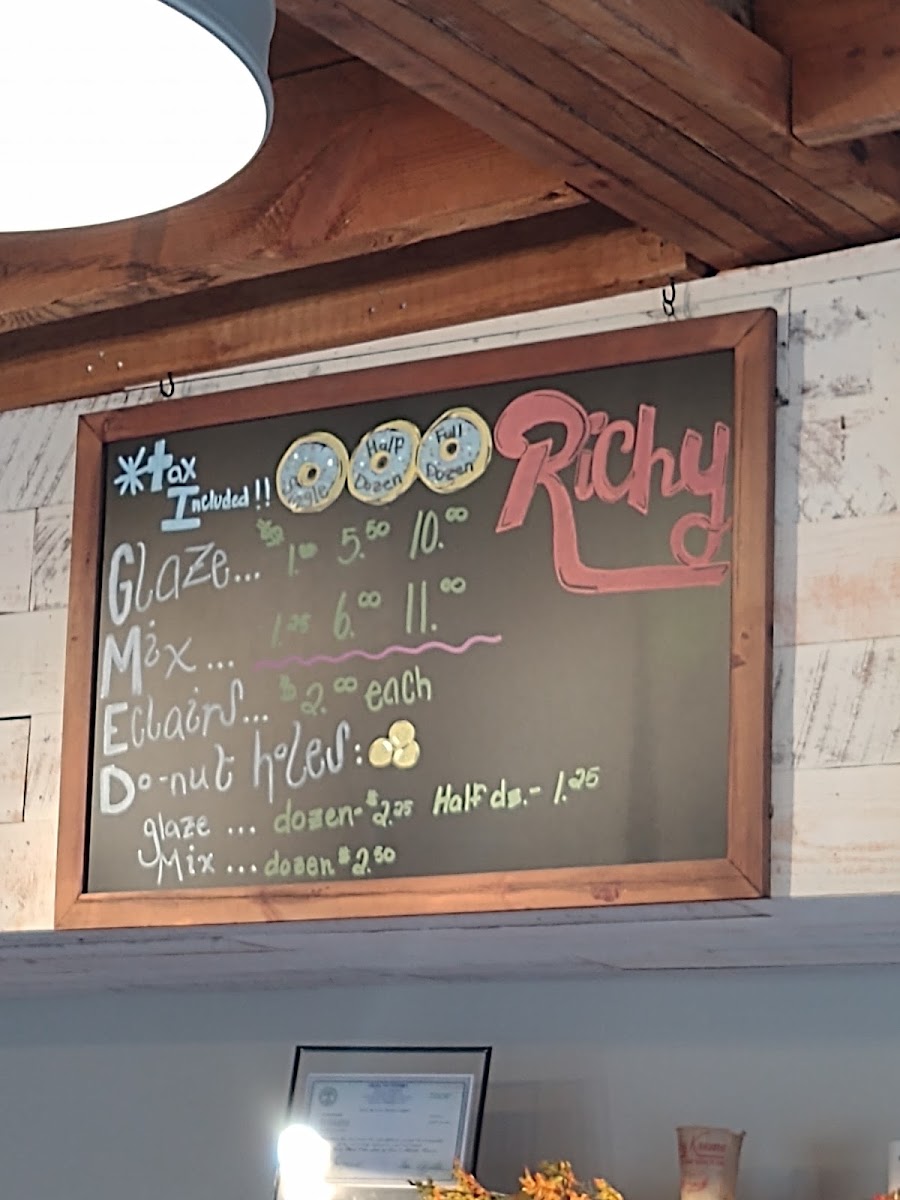 *tax
Included!!
Single
Half
Dozen
Full
Dozen
Richy
Glaze... $1.00 5.50 10.00
Mix... 1.25 6.00 11.00
Eclairs... $2.00 each
Do-nut holes:
glaze ... dozen-$2.25 Half dz.- 1.25
Mix ... dozen $2.50